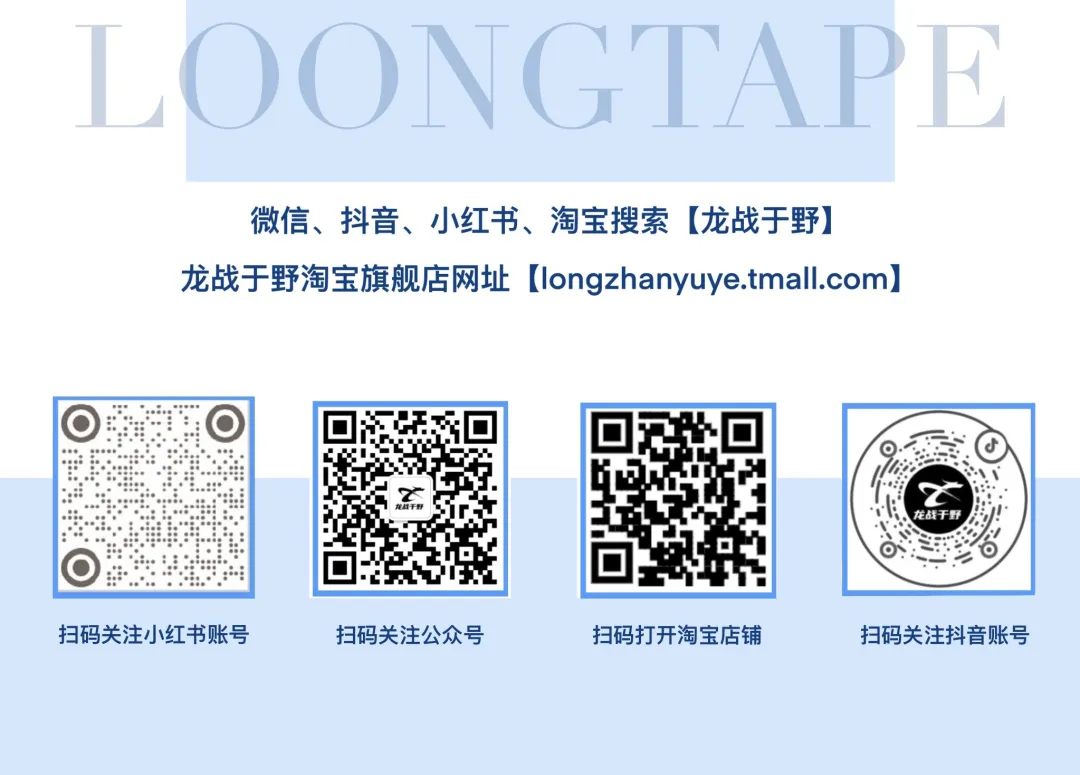 LOONGTAPE
微信、抖音、小红书、淘宝搜索【龙战于野】
龙战于野淘宝旗舰店网址【longzhanyuye.tmall.com】
龙战于野
龙战于野
扫码关注小红书账号
扫码关注公众号
扫码打开淘宝店铺
扫码关注抖音账号